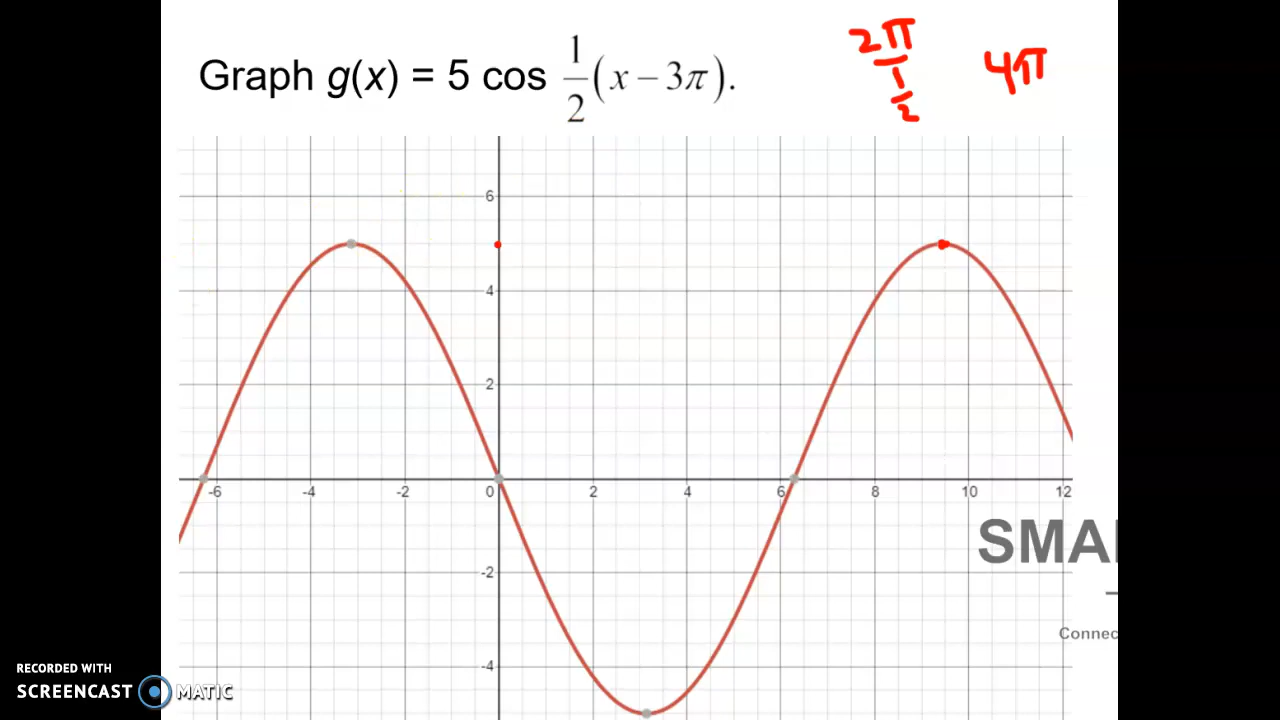 Graph g(x) = 5 cos 1/2 (x − 3π).
2π
1
2
4π
6
4
2
-6 -4 -2 0 2 4 6 8 10 12
-2
-4
SMA
Connec
RECORDED WITH
SCREENCAST MATIC